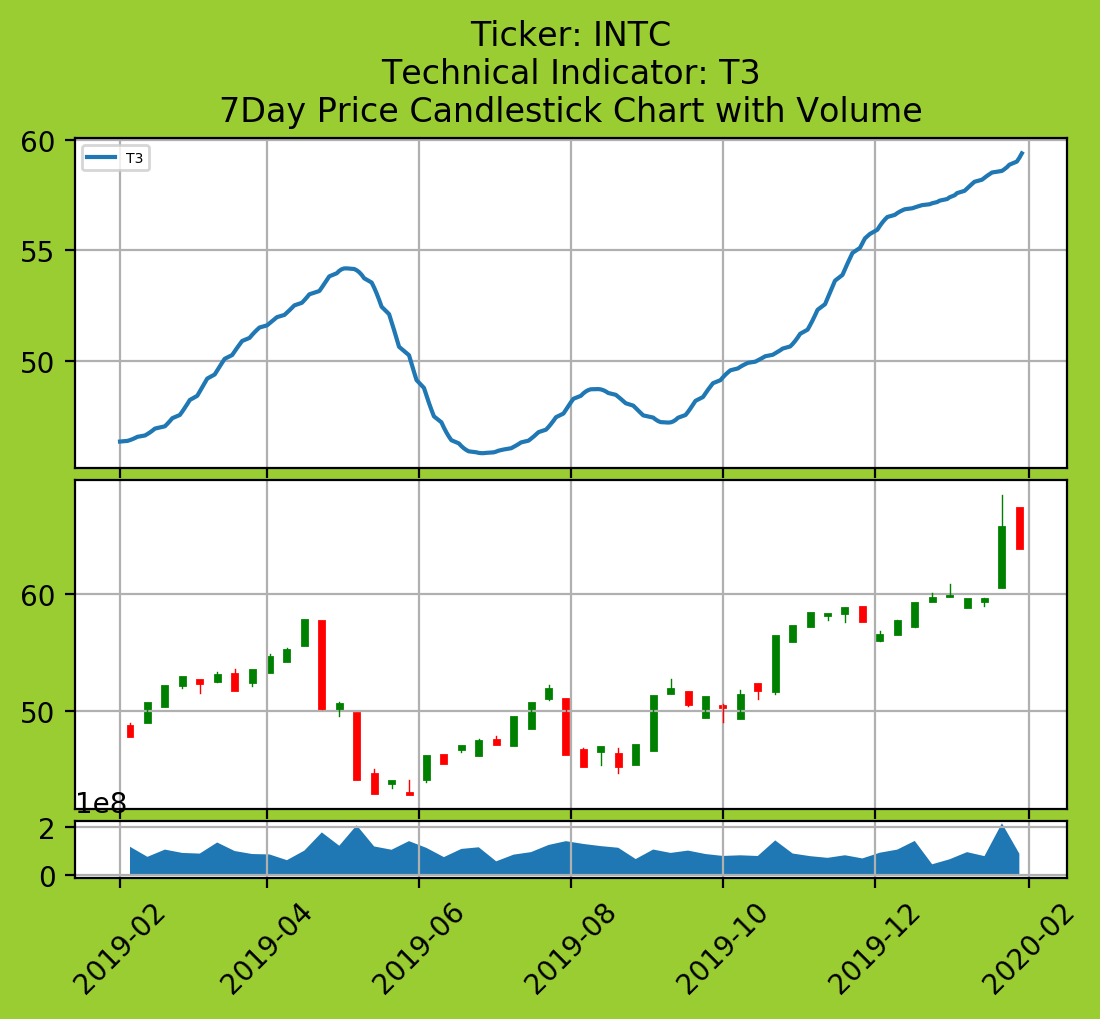 Ticker: INTC
Technical Indicator: T3
7Day Price Candlestick Chart with Volume
60
T3
55
50
60
50
1e8
2
0
2019-02
2019-04
2019-06
2019-08
2019-10
2019-12
2020-02